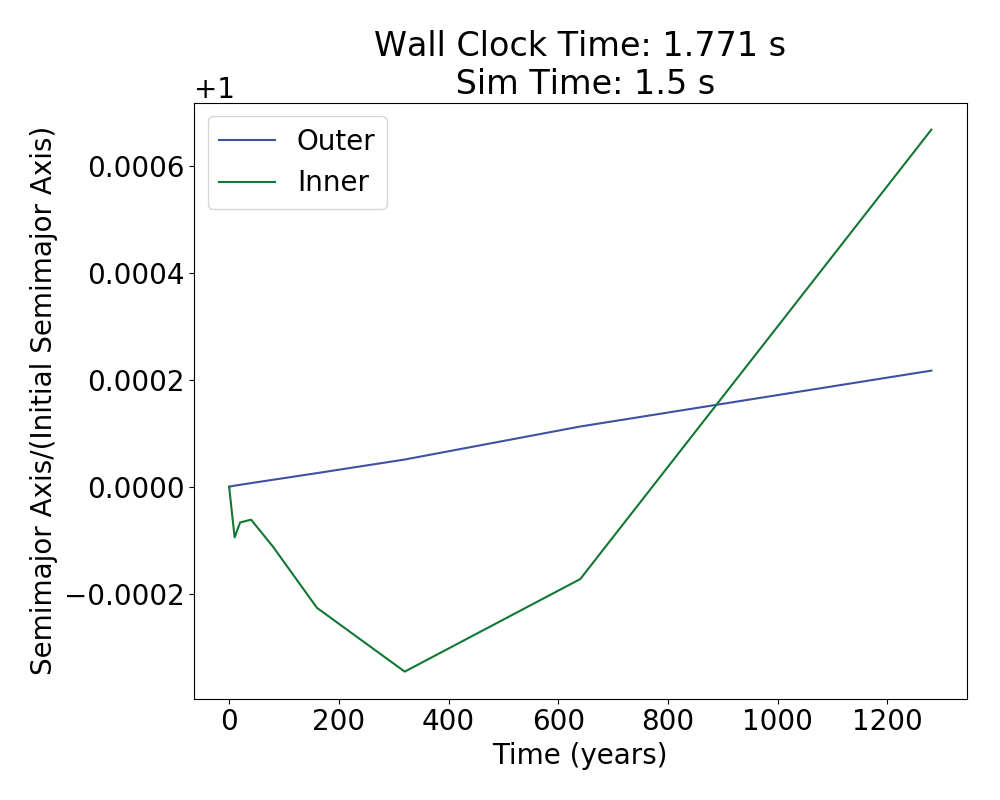 Wall Clock Time: 1.771 s
Sim Time: 1.5 s
+1
Outer
Inner
0.0006
0.0004
0.0002
0.0000
−0.0002
Semimajor Axis/(Initial Semimajor Axis)
0 200 400 600 800 1000 1200
Time (years)